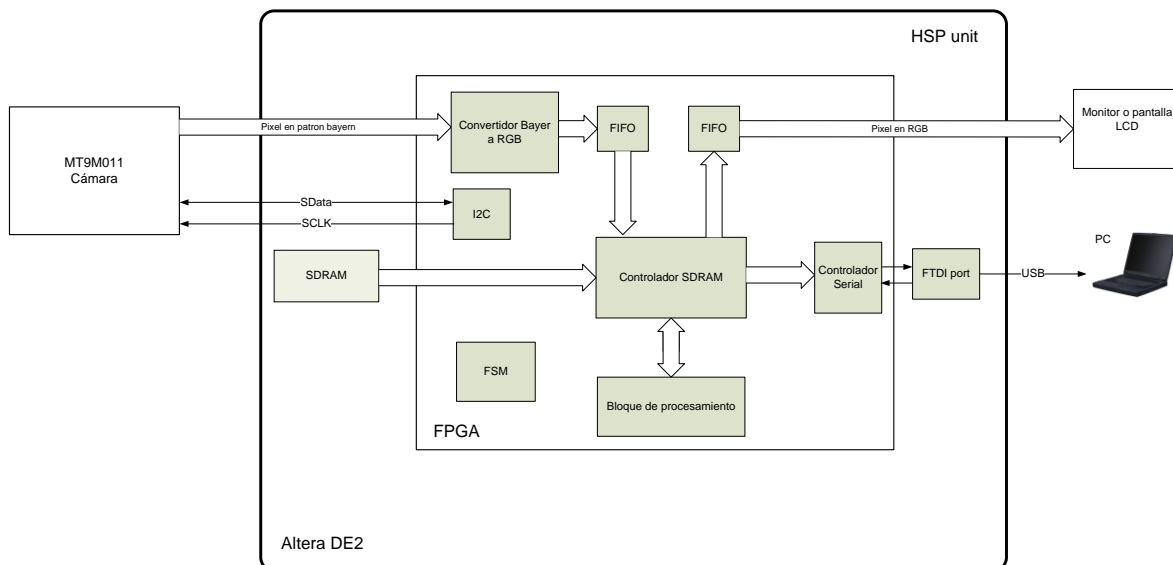 HSP unit
MT9M011
Cámara
Pixel en patron bayern
Convertidor Bayer
a RGB
FIFO
FIFO
Pixel en RGB
Monitor o pantalla
LCD
SData
SCLK
I2C
SDRAM
Controlador SDRAM
Controlador
Serial
FTDI port
USB
PC
FSM
Bloque de procesamiento
FPGA
Altera DE2